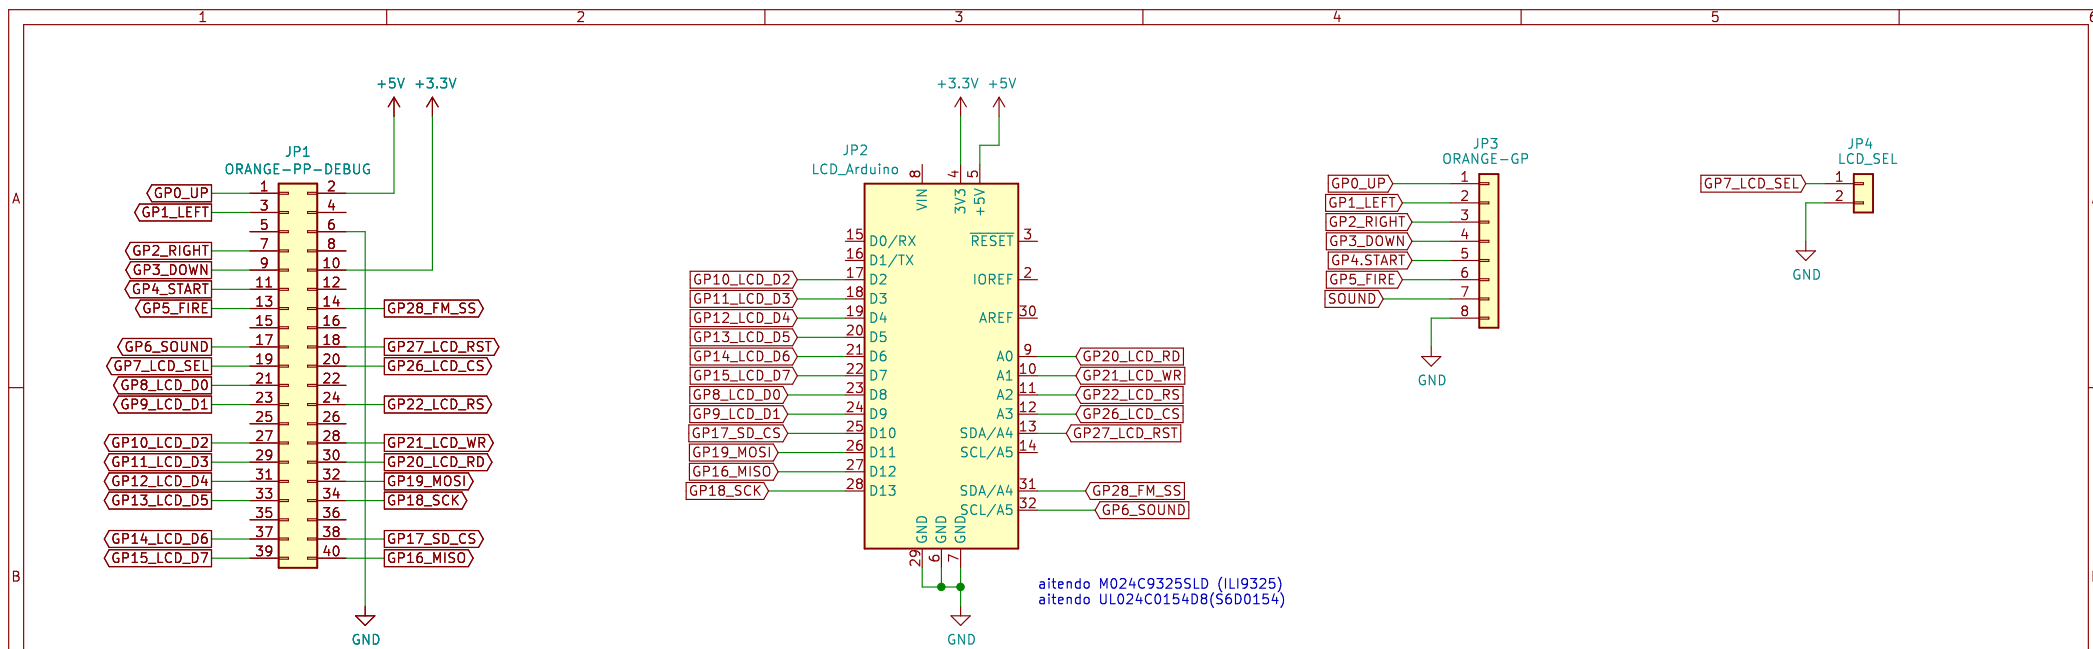 1 2 3 4 5 6
A
B
+5V +3.3V
JP1
ORANGE-PP-DEBUG
GP0_UP 1 2
GP1_LEFT 3 4
5 6
GP2_RIGHT 7 8
GP3_DOWN 9 10
GP4_START 11 12
GP5_FIRE 13 14 GP28_FM_SS
15 16
GP6_SOUND 17 18 GP27_LCD_RST
GP7_LCD_SEL 19 20 GP26_LCD_CS
GP8_LCD_D0 21 22
GP9_LCD_D1 23 24 GP22_LCD_RS
25 26
GP10_LCD_D2 27 28 GP21_LCD_WR
GP11_LCD_D3 29 30 GP20_LCD_RD
GP12_LCD_D4 31 32 GP19_MOSI
GP13_LCD_D5 33 34 GP18_SCK
35 36
GP14_LCD_D6 37 38 GP17_SD_CS
GP15_LCD_D7 39 40 GP16_MISO
GND
+3.3V +5V
JP2
LCD_Arduino
8 4 5
VIN 3V3 +5V
15 D0/RX RESET 3
16 D1/TX
GP10_LCD_D2 17 D2 IOREF 2
GP11_LCD_D3 18 D3
GP12_LCD_D4 19 D4 AREF 30
GP13_LCD_D5 20 D5
GP14_LCD_D6 21 D6 A0 9 GP20_LCD_RD
GP15_LCD_D7 22 D7 A1 10 GP21_LCD_WR
GP8_LCD_D0 23 D8 A2 11 GP22_LCD_RS
GP9_LCD_D1 24 D9 A3 12 GP26_LCD_CS
GP17_SD_CS 25 D10 SDA/A4 13 GP27_LCD_RST
GP19_MOSI 26 D11 SCL/A5 14
GP16_MISO 27 D12
GP18_SCK 28 D13 SDA/A4 31 GP28_FM_SS
SCL/A5 32 GP6_SOUND
GND GND GND
29 6 7
aitendo M024C9325SLD (ILI9325)
aitendo UL024C0154D8(S6D0154)
GND
JP3
ORANGE-GP
GP0_UP 1
GP1_LEFT 2
GP2_RIGHT 3
GP3_DOWN 4
GP4.START 5
GP5_FIRE 6
SOUND 7
8
GND
JP4
LCD_SEL
GP7_LCD_SEL 1
2
GND